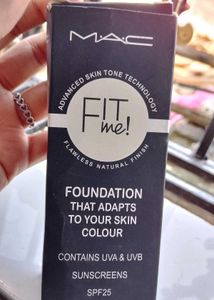 M·A·C
ADVANCED SKIN TONE TECHNOLOGY
FIT
me!
FLAWLESS NATURAL FINISH
FOUNDATION
THAT ADAPTS
TO YOUR SKIN
COLOUR
CONTAINS UVA & UVB
SUNSCREENS
SPF25